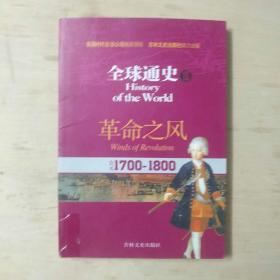 全球通史
History
of the World
革命之风
Winds of Revolution
1700-1800
吉林文史出版社